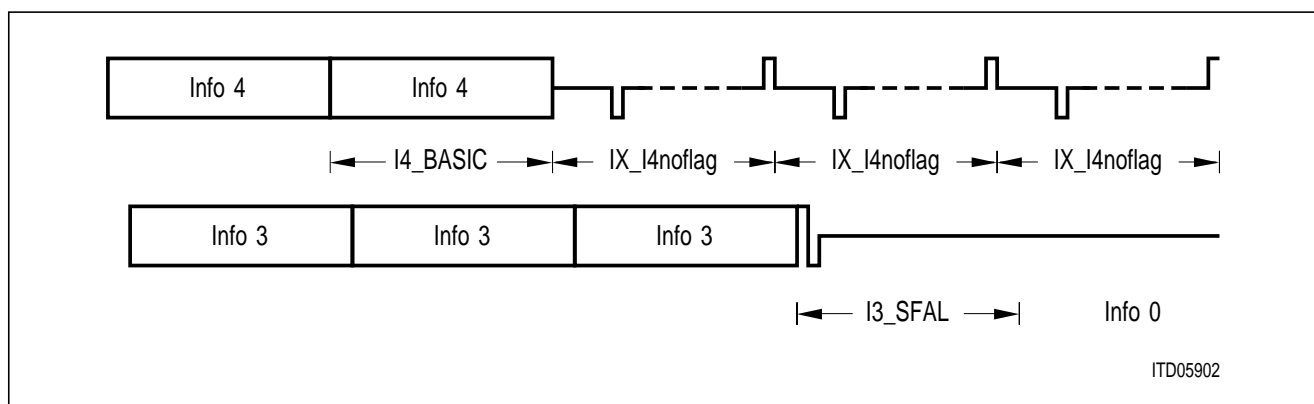 Info 4 Info 4
I4_BASIC IX_I4noflag IX_I4noflag IX_I4noflag
Info 3 Info 3 Info 3
I3_SFAL Info 0
ITD05902